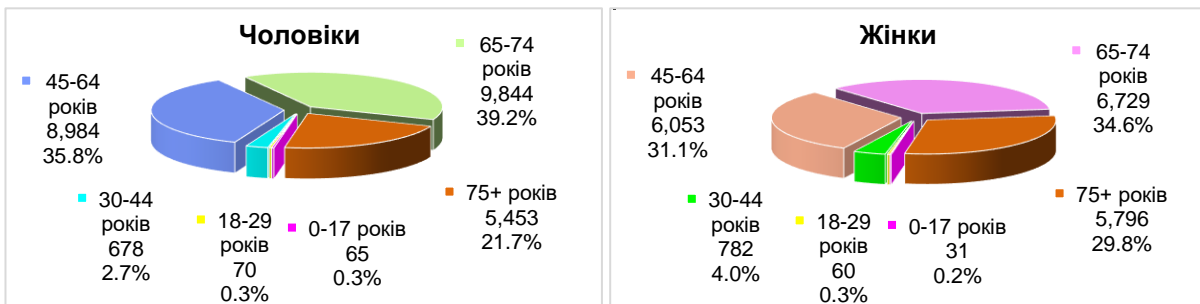 Чоловіки
65-74
років
9,844
39.2%
45-64
років
8,984
35.8%
30-44
років
678
2.7%
18-29
років
70
0.3%
0-17 років
65
0.3%
75+ років
5,453
21.7%
Жінки
65-74
років
6,729
34.6%
45-64
років
6,053
31.1%
30-44
років
782
4.0%
18-29
років
60
0.3%
0-17 років
31
0.2%
75+ років
5,796
29.8%